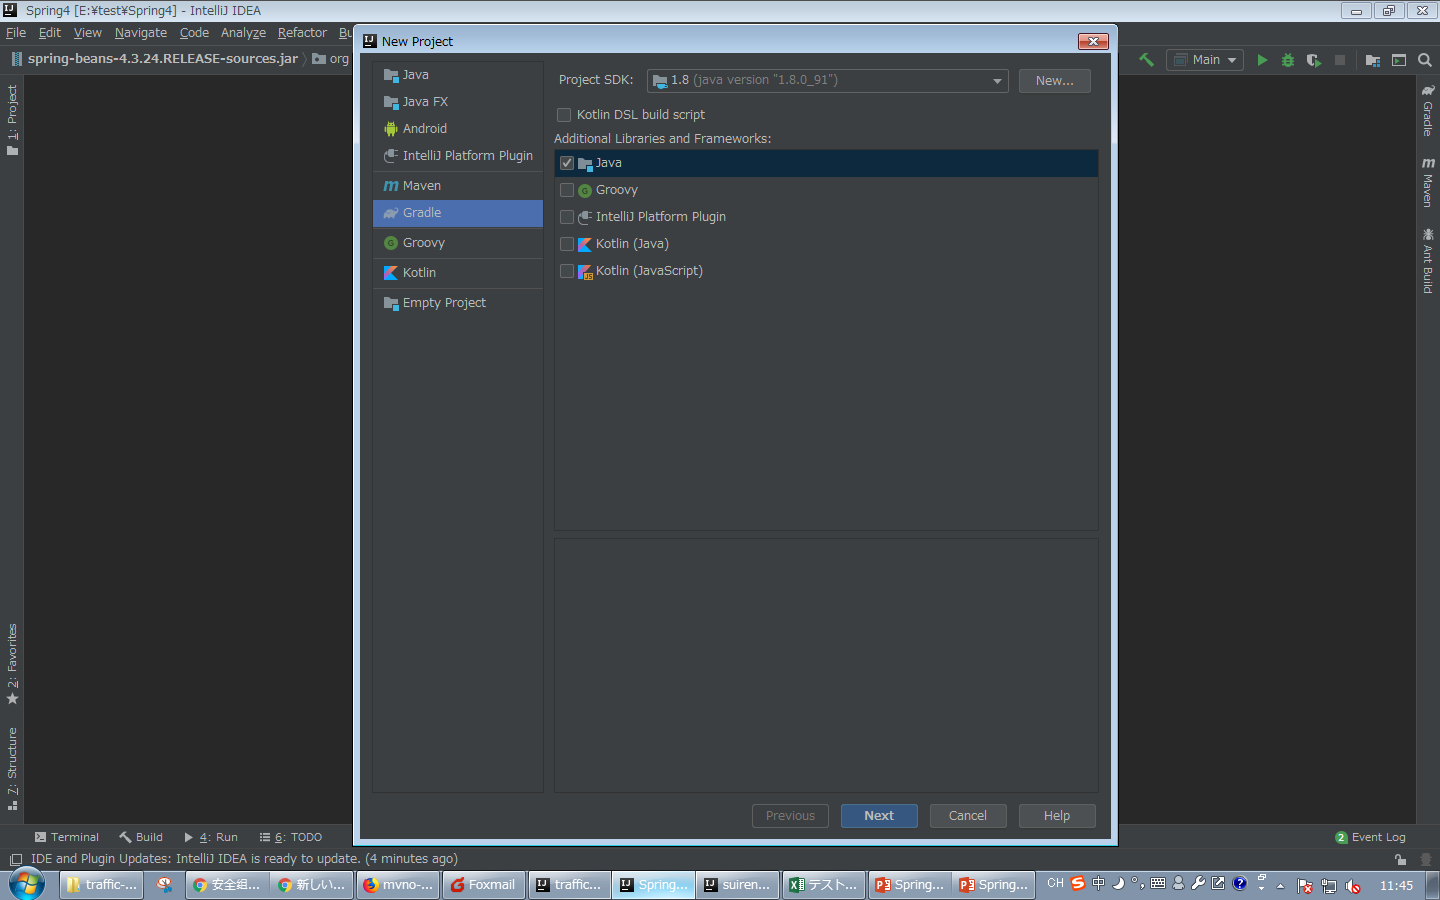 Spring4 [E:¥test¥Spring4] - IntelliJ IDEA
File Edit View Navigate Code Analyze Refactor Bu
spring-beans-4.3.24.RELEASE-sources.jar org
Main
1: Project
2: Favorites
7: Structure
Gradle
Maven
Ant Build
New Project
Java
Java FX
Android
IntelliJ Platform Plugin
Maven
Gradle
Groovy
Kotlin
Empty Project
Project SDK: 1.8 (java version "1.8.0_91") New...
Kotlin DSL build script
Additional Libraries and Frameworks:
Java
Groovy
IntelliJ Platform Plugin
Kotlin (Java)
Kotlin (JavaScript)
Previous Next Cancel Help
Terminal Build 4: Run 6: TODO 2 Event Log
IDE and Plugin Updates: IntelliJ IDEA is ready to update. (4 minutes ago)
traffic-... 安全組... 新しい... mvno-... Foxmail traffic... Spring... suiren... テスト... Spring... Spring... CH 中 11:45